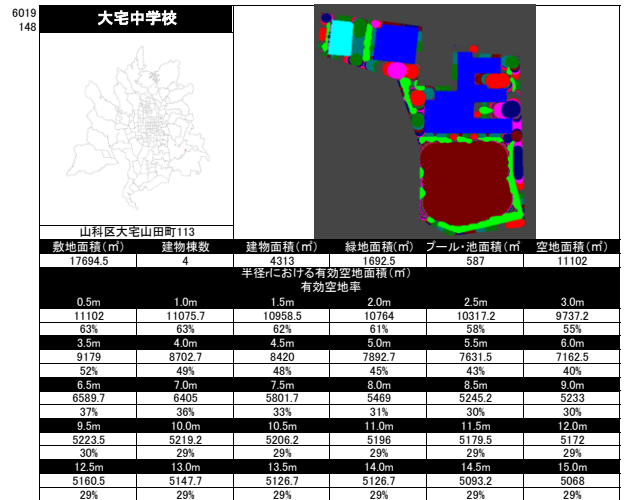 6019
148
大宅中学校
山科区大宅山田町113
敷地面積(㎡) 建物棟数 建物面積(㎡) 緑地面積(㎡) プール・池面積(㎡ 空地面積(㎡)
17694.5 4 4313 1692.5 587 11102
半径rにおける有効空地面積(㎡)
有効空地率
0.5m 1.0m 1.5m 2.0m 2.5m 3.0m
11102 11075.7 10958.5 10764 10317.2 9737.2
63% 63% 62% 61% 58% 55%
3.5m 4.0m 4.5m 5.0m 5.5m 6.0m
9179 8702.7 8420 7892.7 7631.5 7162.5
52% 49% 48% 45% 43% 40%
6.5m 7.0m 7.5m 8.0m 8.5m 9.0m
6589.7 6405 5801.7 5469 5245.2 5233
37% 36% 33% 31% 30% 30%
9.5m 10.0m 10.5m 11.0m 11.5m 12.0m
5223.5 5219.2 5206.2 5196 5179.5 5172
30% 29% 29% 29% 29% 29%
12.5m 13.0m 13.5m 14.0m 14.5m 15.0m
5160.5 5147.7 5126.7 5126.7 5093.2 5068
29% 29% 29% 29% 29% 29%